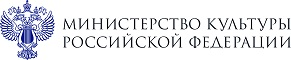 МИНИСТЕРСТВО КУЛЬТУРЫ
РОССИЙСКОЙ ФЕДЕРАЦИИ